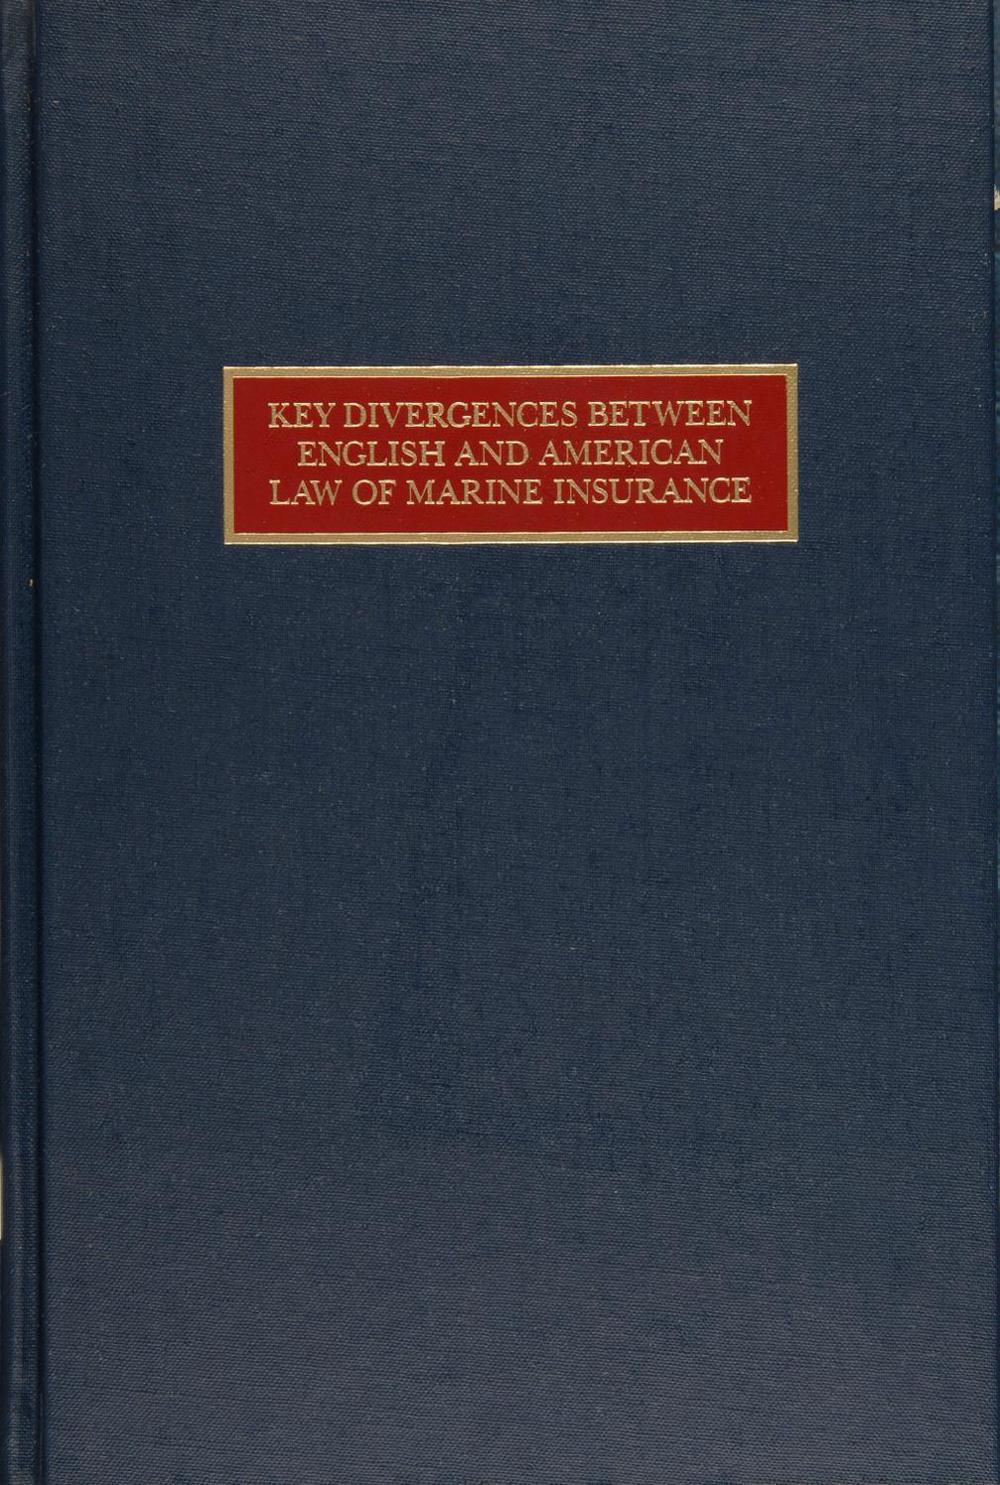 KEY DIVERGENCES BETWEEN
ENGLISH AND AMERICAN
LAW OF MARINE INSURANCE